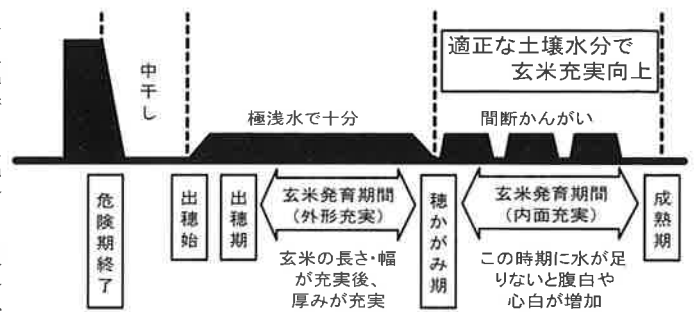 適正な土壌水分で
玄米充実向上
中干し
極浅水で十分
間断かんがい
危険期終了
出穂始
出穂期
玄米発育期間
(外形充実)
穂かがみ期
玄米発育期間
(内面充実)
成熟期
玄米の長さ・幅
が充実後、
厚みが充実
この時期に水が足
りないと腹白や
心白が増加